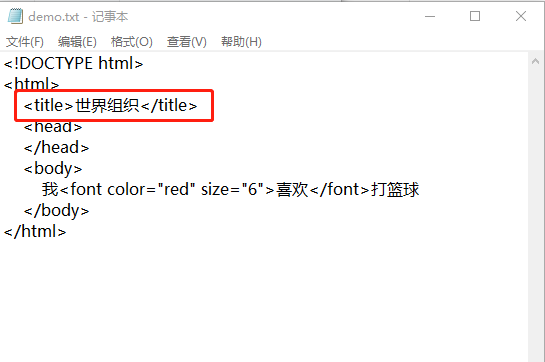 demo.txt - 记事本
文件(F) 编辑(E) 格式(O) 查看(V) 帮助(H)
<!DOCTYPE html>
<html>
<title>世界组织</title>
<head>
</head>
<body>
我<font color="red" size="6">喜欢</font>打篮球
</body>
</html>